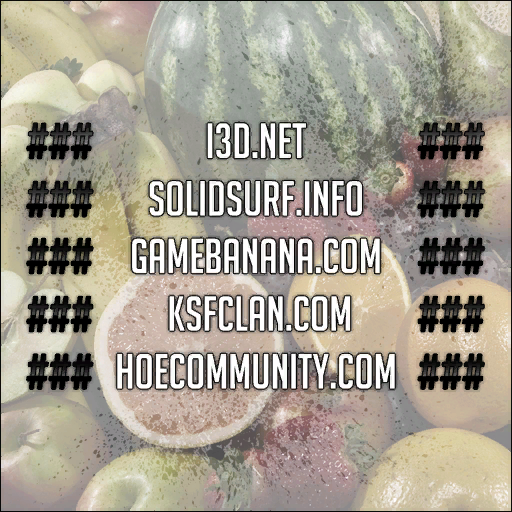 ### I3D.NET ###
### SOLIDSURF.INFO ###
### GAMEBANANA.COM ###
### KSFCLAN.COM ###
### HOECOMMUNITY.COM ###